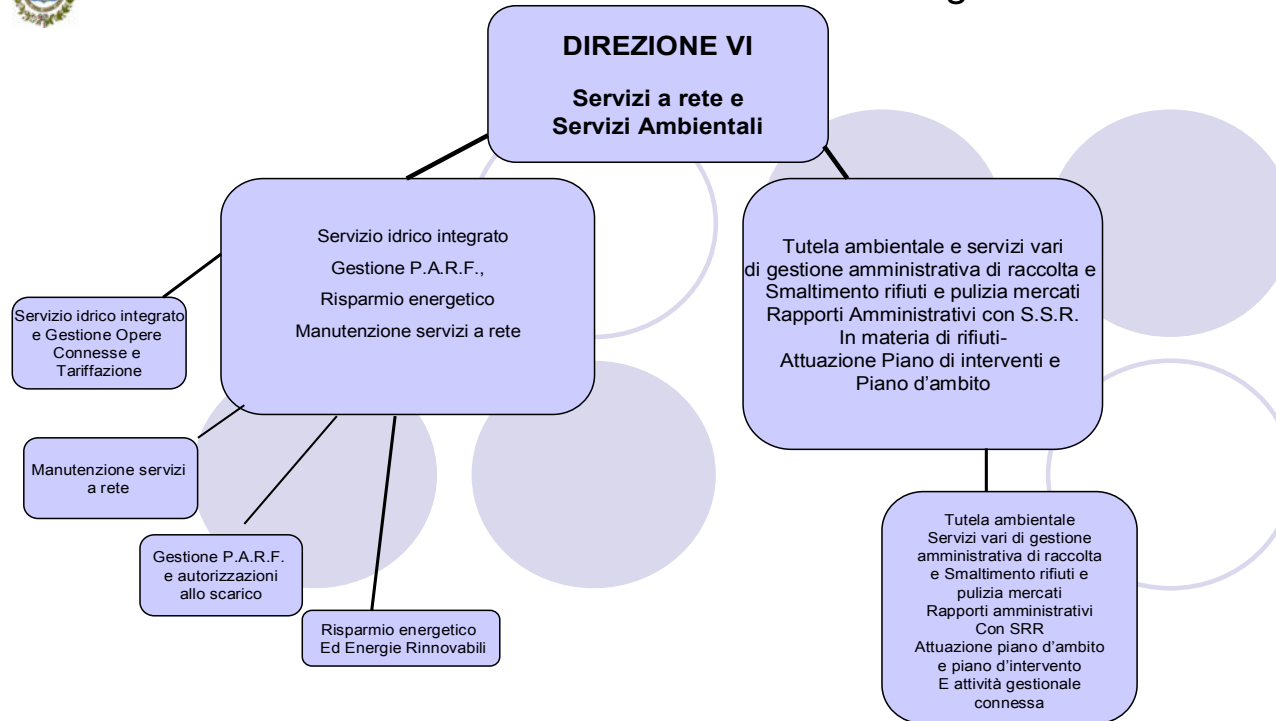 DIREZIONE VI
Servizi a rete e
Servizi Ambientali
Servizio idrico integrato
Gestione P.A.R.F.,
Risparmio energetico
Manutenzione servizi a rete
Tutela ambientale e servizi vari
di gestione amministrativa di raccolta e
Smaltimento rifiuti e pulizia mercati
Rapporti Amministrativi con S.S.R.
In materia di rifiuti-
Attuazione Piano di interventi e
Piano d’ambito
Servizio idrico integrato
e Gestione Opere
Connesse e
Tariffazione
Manutenzione servizi
a rete
Gestione P.A.R.F.
e autorizzazioni
allo scarico
Risparmio energetico
Ed Energie Rinnovabili
Tutela ambientale
Servizi vari di gestione
amministrativa di raccolta
e Smaltimento rifiuti e
pulizia mercati
Rapporti amministrativi
Con SRR
Attuazione piano d’ambito
e piano d’intervento
E attività gestionale
connessa